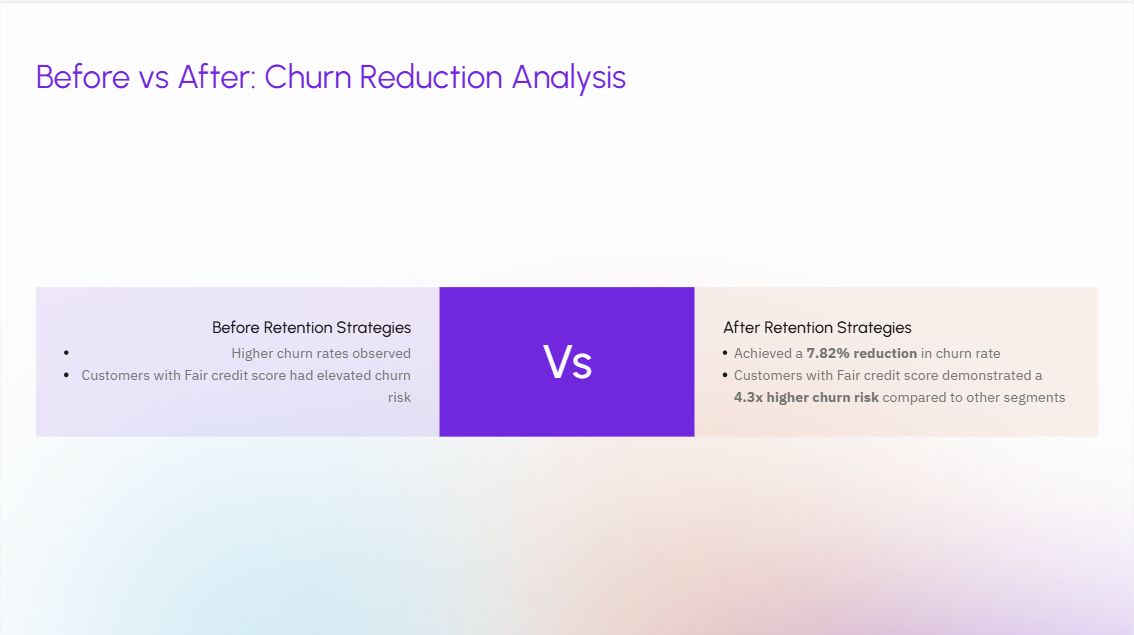 Before vs After: Churn Reduction Analysis
Before Retention Strategies
• Higher churn rates observed
• Customers with Fair credit score had elevated churn
risk
Vs
After Retention Strategies
• Achieved a 7.82% reduction in churn rate
• Customers with Fair credit score demonstrated a
4.3x higher churn risk compared to other segments